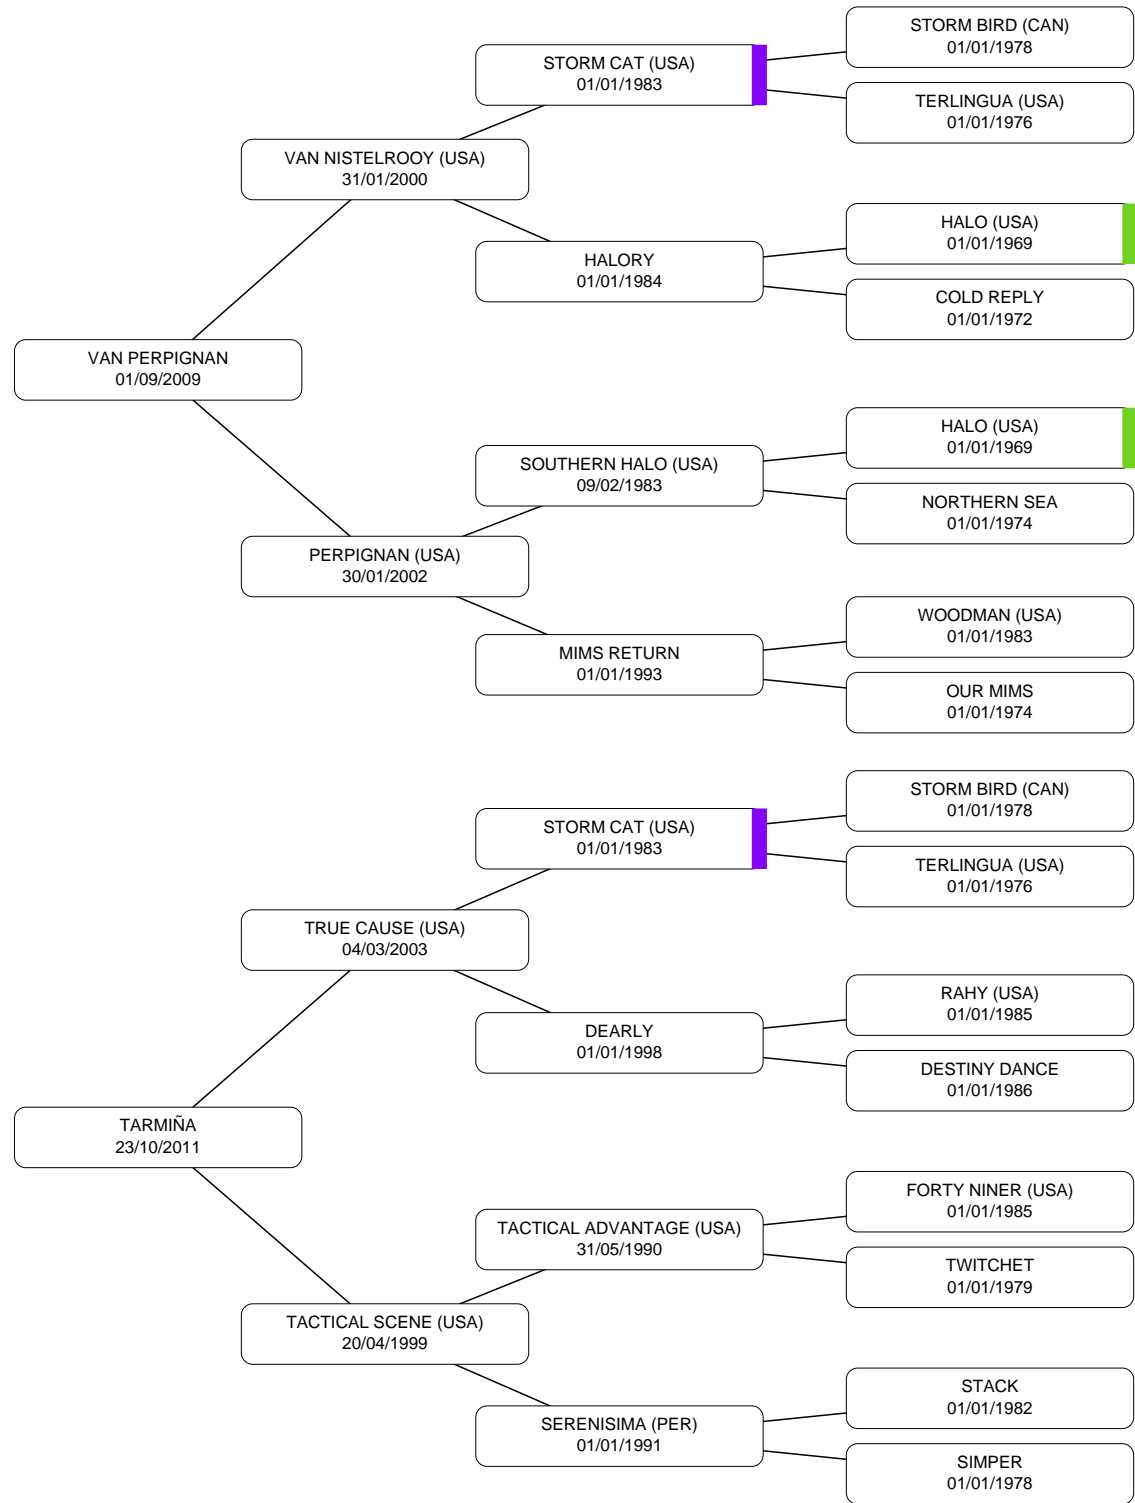 STORM BIRD (CAN)
01/01/1978
STORM CAT (USA)
01/01/1983
TERLINGUA (USA)
01/01/1976
VAN NISTELROOY (USA)
31/01/2000
HALO (USA)
01/01/1969
HALORY
01/01/1984
COLD REPLY
01/01/1972
VAN PERPIGNAN
01/09/2009
HALO (USA)
01/01/1969
SOUTHERN HALO (USA)
09/02/1983
NORTHERN SEA
01/01/1974
PERPIGNAN (USA)
30/01/2002
WOODMAN (USA)
01/01/1983
MIMS RETURN
01/01/1993
OUR MIMS
01/01/1974
STORM BIRD (CAN)
01/01/1978
STORM CAT (USA)
01/01/1983
TERLINGUA (USA)
01/01/1976
TRUE CAUSE (USA)
04/03/2003
RAHY (USA)
01/01/1985
DEARLY
01/01/1998
DESTINY DANCE
01/01/1986
TARMIÑA
23/10/2011
FORTY NINER (USA)
01/01/1985
TACTICAL ADVANTAGE (USA)
31/05/1990
TWITCHET
01/01/1979
TACTICAL SCENE (USA)
20/04/1999
STACK
01/01/1982
SERENISIMA (PER)
01/01/1991
SIMPER
01/01/1978